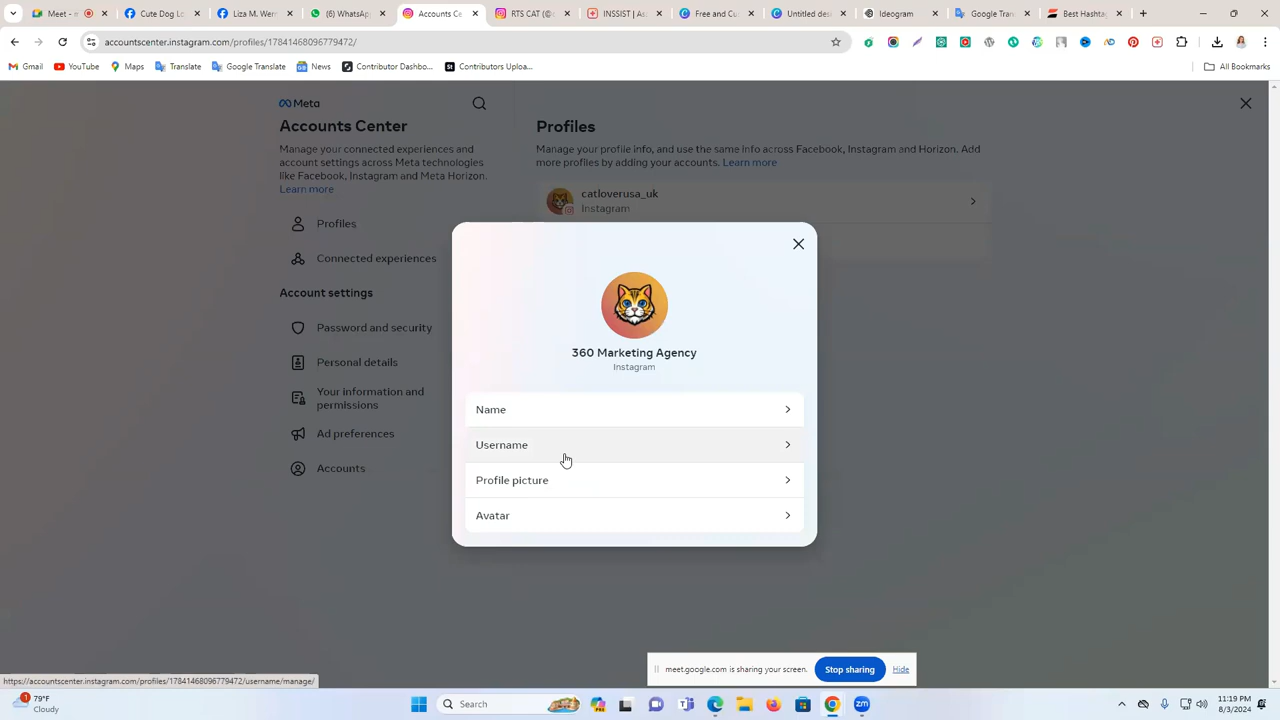 Meet -
Cute Dog Lo
Liza M. Werr
(6) WhatsApp
Accounts Ce
RTS CAT (@c
INSSIST | As
Free and Cu
Untitled des
Ideogram
Google Tran
Best Hashtag
accountscenter.instagram.com/profiles/17841468096779472/
Gmail
YouTube
Maps
Translate
Google Translate
News
Contributor Dashbo...
Contributors Uploa...
All Bookmarks
Meta
Accounts Center
Manage your connected experiences and
account settings across Meta technologies
like Facebook, Instagram and Meta Horizon.
Learn more
Profiles
Connected experiences
Account settings
Password and security
Personal details
Your information and
permissions
Ad preferences
Accounts
Profiles
Manage your profile info, and use the same info across Facebook, Instagram and Horizon. Add
more profiles by adding your accounts. Learn more
catloverusa_uk
Instagram
360 Marketing Agency
Instagram
Name
Username
Profile picture
Avatar
meet.google.com is sharing your screen.
Stop sharing
Hide
https://accountscenter.instagram.com/profiles/17841468096779472/username/manage/
1
79°F
Cloudy
Search
zm
11:19 PM
8/3/2024